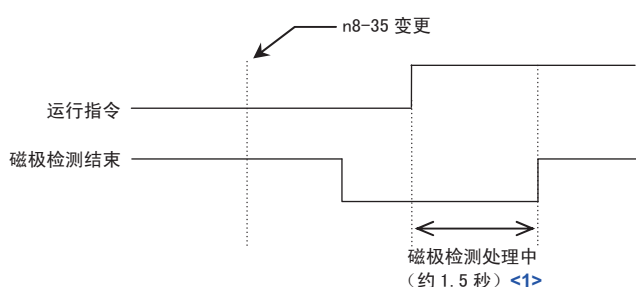 n8-35 变更
运行指令
磁极检测结束
磁极检测处理中
（约 1.5 秒）<1>